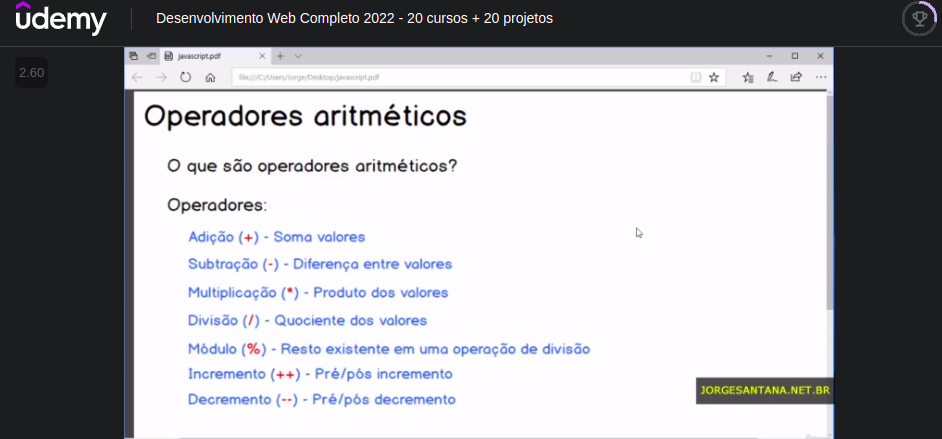 ûdemy
Desenvolvimento Web Completo 2022 - 20 cursos + 20 projetos
2.60
javascript.pdf
file:///C:/Users/Jorge/Desktop/javascript.pdf
Operadores aritméticos
O que são operadores aritméticos?
Operadores:
Adição (+) - Soma valores
Subtração (-) - Diferença entre valores
Multiplicação (*) - Produto dos valores
Divisão (/) - Quociente dos valores
Módulo (%) - Resto existente em uma operação de divisão
Incremento (++) - Pré/pós incremento
Decremento (--) - Pré/pós decremento
JORGESANTANA.NET.BR